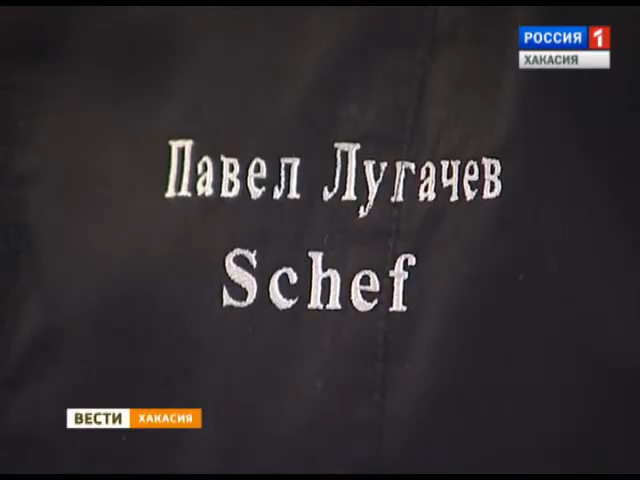 РОССИЯ 1
ХАКАСИЯ
Павел Лугачев
Schef
ВЕСТИ ХАКАСИЯ